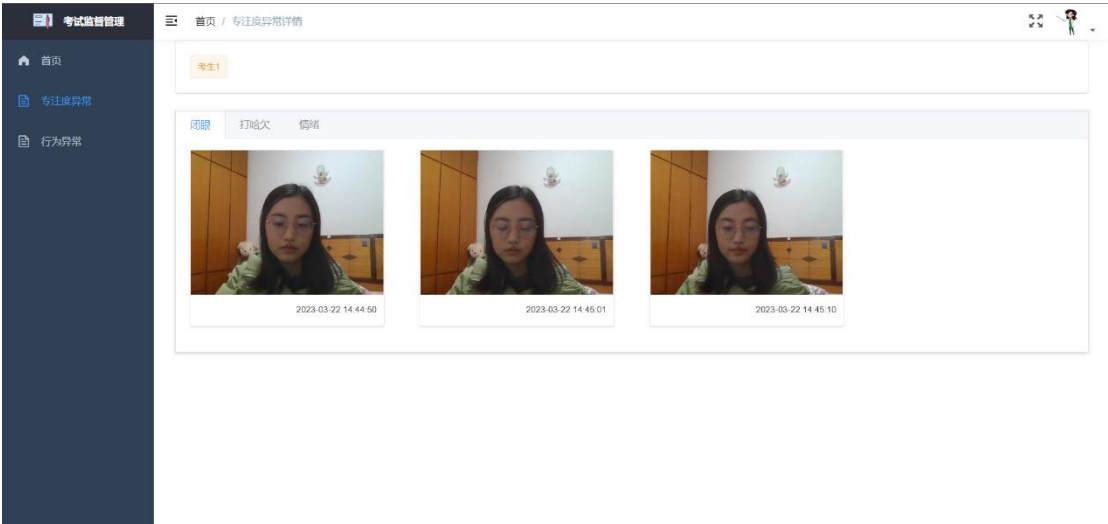 考试监督管理
首页 / 专注度异常详情
首页
专注度异常
行为异常
考生1
闭眼
打哈欠
情绪
2023-03-22 14:44:50
2023-03-22 14:45:01
2023-03-22 14:45:10